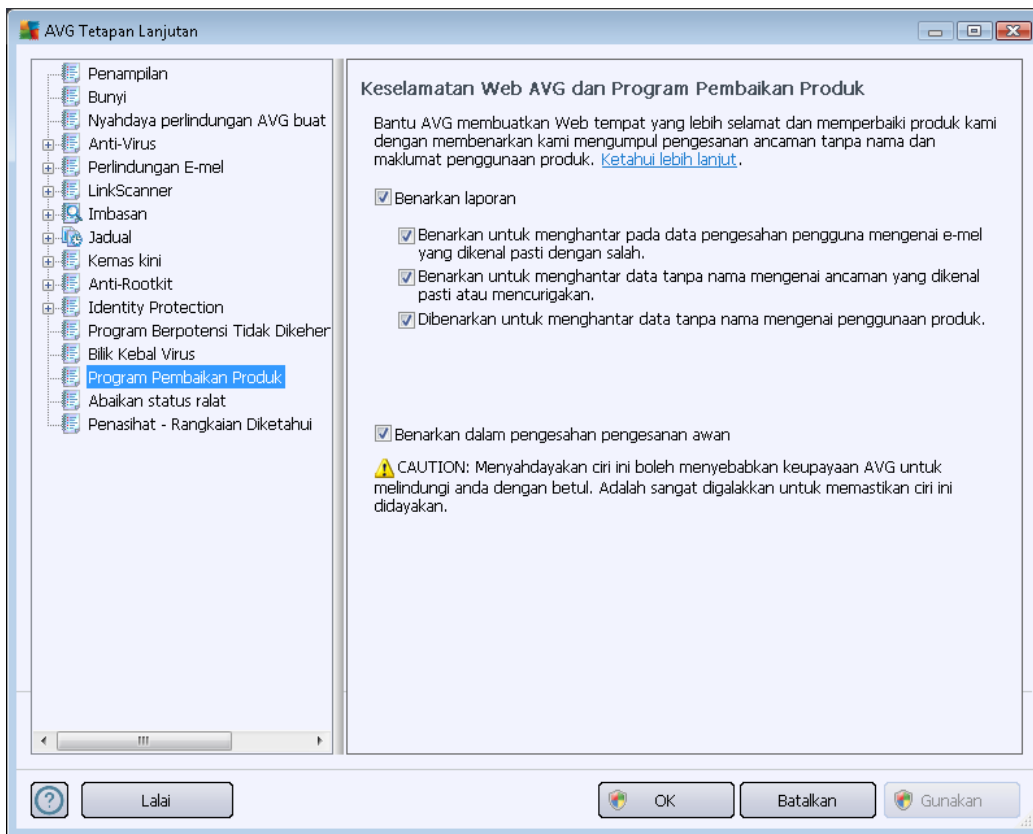 AVG Tetapan Lanjutan
Penampilan
Bunyi
Nyahdaya perlindungan AVG buat
Anti-Virus
Perlindungan E-mel
LinkScanner
Imbasan
Jadual
Kemas kini
Anti-Rootkit
Identity Protection
Program Berpotensi Tidak Dikeher
Bilik Kebal Virus
Program Pembaikan Produk
Abaikan status ralat
Penasihat - Rangkaian Diketahui
Keselamatan Web AVG dan Program Pembaikan Produk
Bantu AVG membuatkan Web tempat yang lebih selamat dan memperbaiki produk kami
dengan membenarkan kami mengumpul pengesanan ancaman tanpa nama dan
maklumat penggunaan produk. Ketahui lebih lanjut.
Benarkan laporan
Benarkan untuk menghantar pada data pengesahan pengguna mengenai e-mel
yang dikenal pasti dengan salah.
Benarkan untuk menghantar data tanpa nama mengenai ancaman yang dikenal
pasti atau mencurigakan.
Dibenarkan untuk menghantar data tanpa nama mengenai penggunaan produk.
Benarkan dalam pengesahan pengesanan awan
CAUTION: Menyahdayakan ciri ini boleh menyebabkan keupayaan AVG untuk
melindungi anda dengan betul. Adalah sangat digalakkan untuk memastikan ciri ini
didayakan.
Lalai
OK
Batalkan
Gunakan